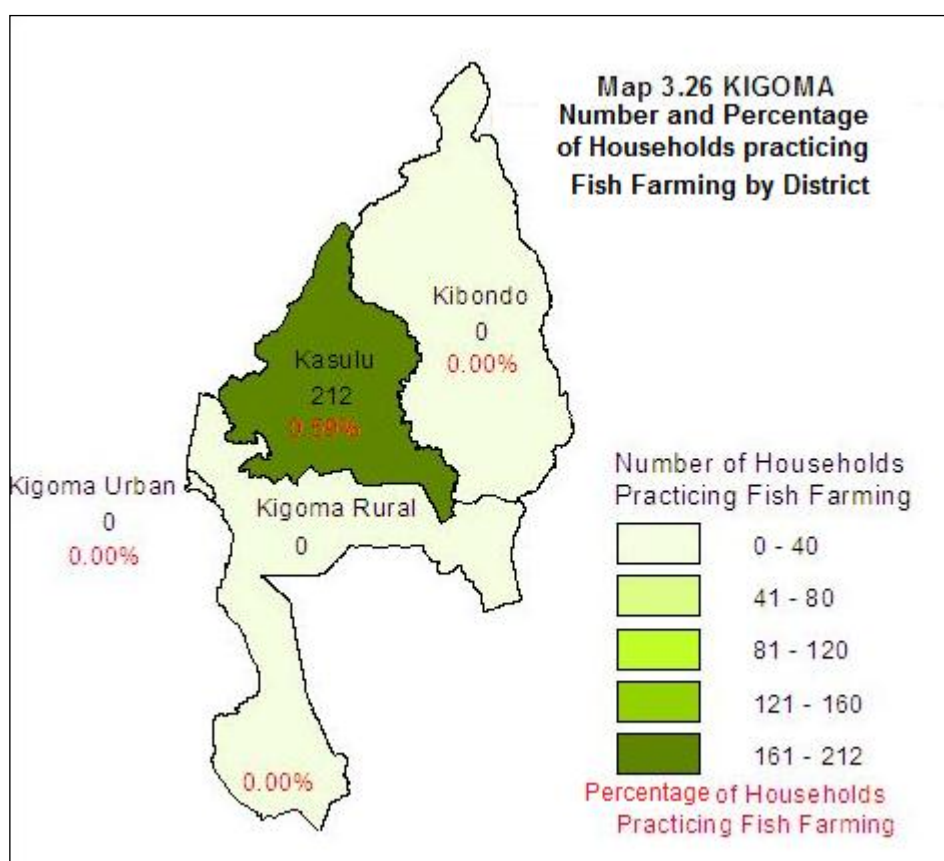 Map 3.26 KIGOMA
Number and Percentage
of Households practicing
Fish Farming by District
Kibondo
0
0.00%
Kasulu
212
0.59%
Kigoma Urban
0
0.00%
Kigoma Rural
0
0.00%
Number of Households
Practicing Fish Farming
0 - 40
41 - 80
81 - 120
121 - 160
161 - 212
Percentage of Households
Practicing Fish Farming